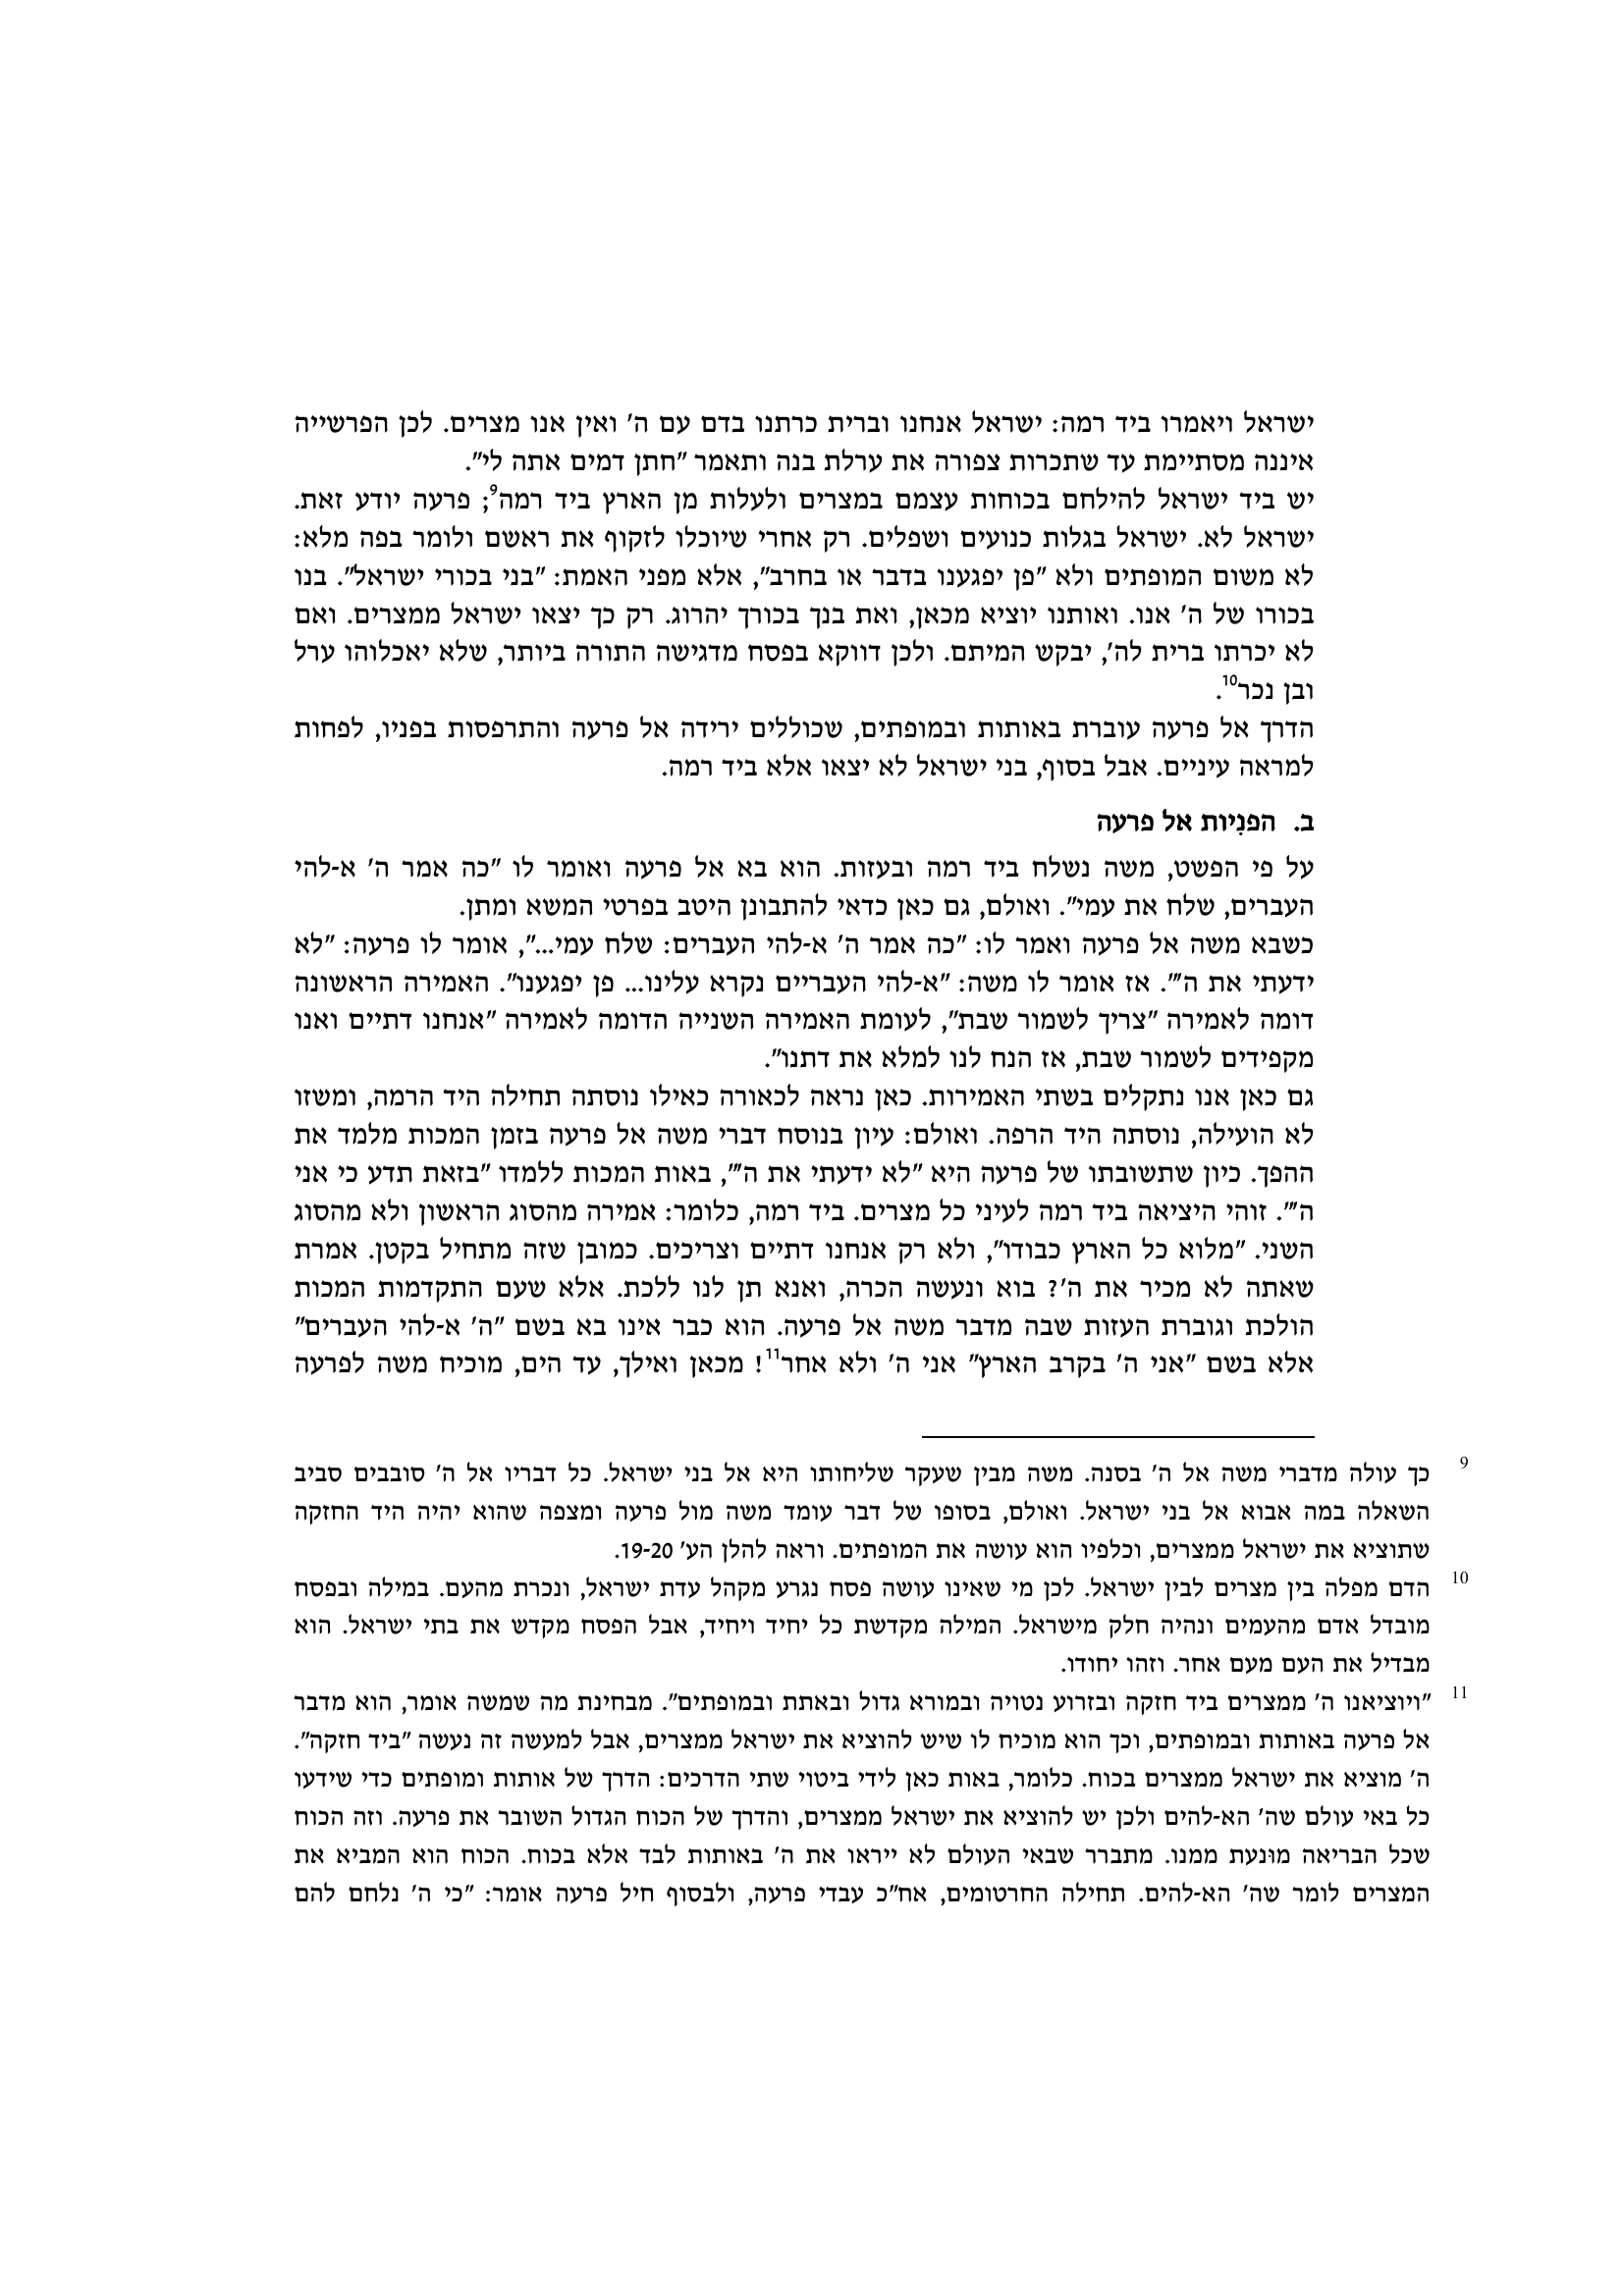 ישראל ויאמרו ביד רמה: ישראל אנחנו וברית כרתנו בדם עם ה' ואין אנו מצרים. לכן הפרשייה
איננה מסתיימת עד שתכרות צפורה את ערלת בנה ותאמר "חתן דמים אתה לי".
יש ביד ישראל להילחם בכוחות עצמם במצרים ולעלות מן הארץ ביד רמה9; פרעה יודע זאת.
ישראל לא. ישראל בגלות כנועים ושפלים. רק אחרי שיוכלו לזקוף את ראשם ולומר בפה מלא:
לא משום המופתים ולא "פן יפגענו בדבר או בחרב", אלא מפני האמת: "בני בכורי ישראל". בנו
בכורו של ה' אנו. ואותנו יוציא מכאן, ואת בנך בכורך יהרוג. רק כך יצאו ישראל ממצרים. ואם
לא יכרתו ברית לה', יבקש המיתם. ולכן דווקא בפסח מדגישה התורה ביותר, שלא יאכלוהו ערל
ובן נכר10.
הדרך אל פרעה עוברת באותות ובמופתים, שכוללים ירידה אל פרעה והתרפסות בפניו, לפחות
למראה עיניים. אבל בסוף, בני ישראל לא יצאו אלא ביד רמה.
ב. הפנִיות אל פרעה
על פי הפשט, משה נשלח ביד רמה ובעזות. הוא בא אל פרעה ואומר לו "כה אמר ה' א-להי
העברים, שלח את עמי". ואולם, גם כאן כדאי להתבונן היטב בפרטי המשא ומתן.
כשבא משה אל פרעה ואמר לו: "כה אמר ה' א-להי העברים: שלח עמי...", אומר לו פרעה: "לא
ידעתי את ה'". אז אומר לו משה: "א-להי העבריים נקרא עלינו... פן יפגענו". האמירה הראשונה
דומה לאמירה "צריך לשמור שבת", לעומת האמירה השנייה הדומה לאמירה "אנחנו דתיים ואנו
מקפידים לשמור שבת, אז הנח לנו למלא את דתנו".
גם כאן אנו נתקלים בשתי האמירות. כאן נראה לכאורה כאילו נוסתה תחילה היד הרמה, ומשזו
לא הועילה, נוסתה היד הרפה. ואולם: עיון בנוסח דברי משה אל פרעה בזמן המכות מלמד את
ההפך. כיון שתשובתו של פרעה היא "לא ידעתי את ה'", באות המכות ללמדו "בזאת תדע כי אני
ה'". זוהי היציאה ביד רמה לעיני כל מצרים. ביד רמה, כלומר: אמירה מהסוג הראשון ולא מהסוג
השני. "מלוא כל הארץ כבודו", ולא רק אנחנו דתיים וצריכים. כמובן שזה מתחיל בקטן. אמרת
שאתה לא מכיר את ה'? בוא ונעשה הכרה, ואנא תן לנו ללכת. אלא שעם התקדמות המכות
הולכת וגוברת העזות שבה מדבר משה אל פרעה. הוא כבר אינו בא בשם "ה' א-להי העברים"
אלא בשם "אני ה' בקרב הארץ" אני ה' ולא אחר11! מכאן ואילך, עד הים, מוכיח משה לפרעה
9 כך עולה מדברי משה אל ה' בסנה. משה מבין שעקר שליחותו היא אל בני ישראל. כל דבריו אל ה' סובבים סביב
השאלה במה אבוא אל בני ישראל. ואולם, בסופו של דבר עומד משה מול פרעה ומצפה שהוא יהיה היד החזקה
שתוציא את ישראל ממצרים, וכלפיו הוא עושה את המופתים. וראה להלן הע' 19-20.
10 הדם מפלה בין מצרים לבין ישראל. לכן מי שאינו עושה פסח נגרע מקהל עדת ישראל, ונכרת מהעם. במילה ובפסח
מובדל אדם מהעמים ונהיה חלק מישראל. המילה מקדשת כל יחיד ויחיד, אבל הפסח מקדש את בתי ישראל. הוא
מבדיל את העם מעם אחר. וזהו יחודו.
11 "ויוציאנו ה' ממצרים ביד חזקה ובזרוע נטויה ובמורא גדול ובאתת ובמופתים". מבחינת מה שמשה אומר, הוא מדבר
אל פרעה באותות ובמופתים, וכך הוא מוכיח לו שיש להוציא את ישראל ממצרים, אבל למעשה זה נעשה "ביד חזקה".
ה' מוציא את ישראל ממצרים בכוח. כלומר, באות כאן לידי ביטוי שתי הדרכים: הדרך של אותות ומופתים כדי שידעו
כל באי עולם שה' הא-להים ולכן יש להוציא את ישראל ממצרים, והדרך של הכוח הגדול השובר את פרעה. וזה הכוח
שכל הבריאה מוּנעת ממנו. מתברר שבאי העולם לא ייראו את ה' באותות לבד אלא בכוח. הכוח הוא המביא את
המצרים לומר שה' הא-להים. תחילה החרטומים, אח"כ עבדי פרעה, ולבסוף חיל פרעה אומר: "כי ה' נלחם להם